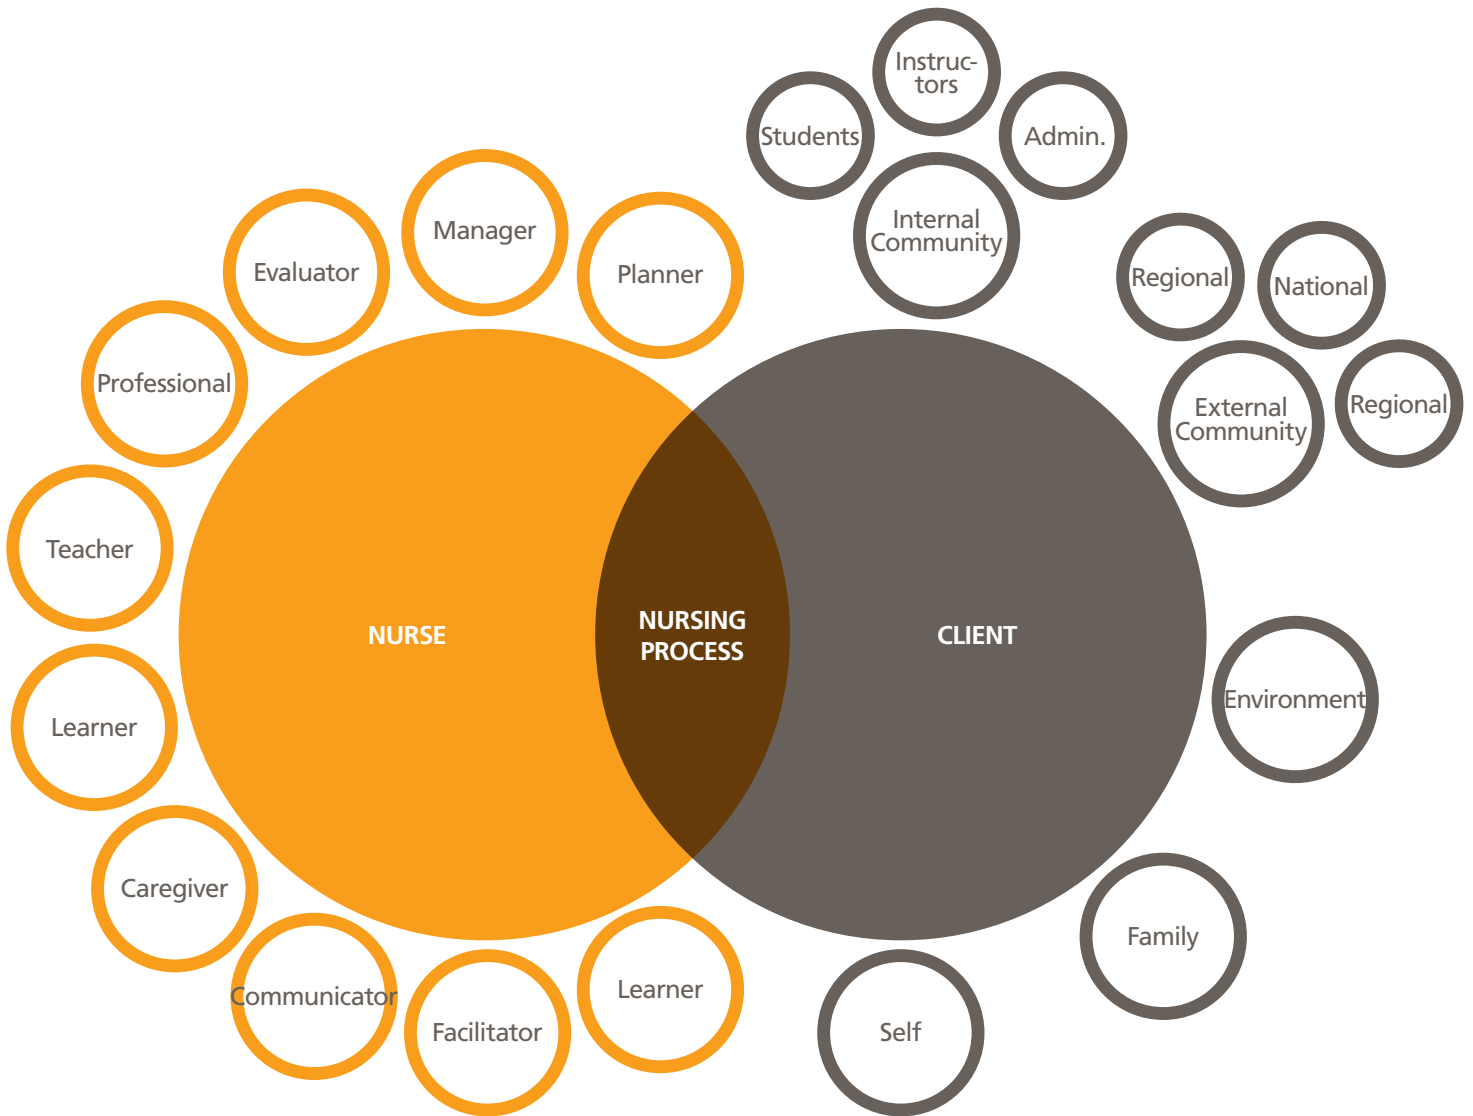 Instruc-
tors
Students
Admin.
Internal
Community
Manager
Planner
Evaluator
Regional
National
External
Community
Regional
Professional
Teacher
NURSE
NURSING
PROCESS
CLIENT
Learner
Environment
Caregiver
Communicator
Facilitator
Learner
Self
Family